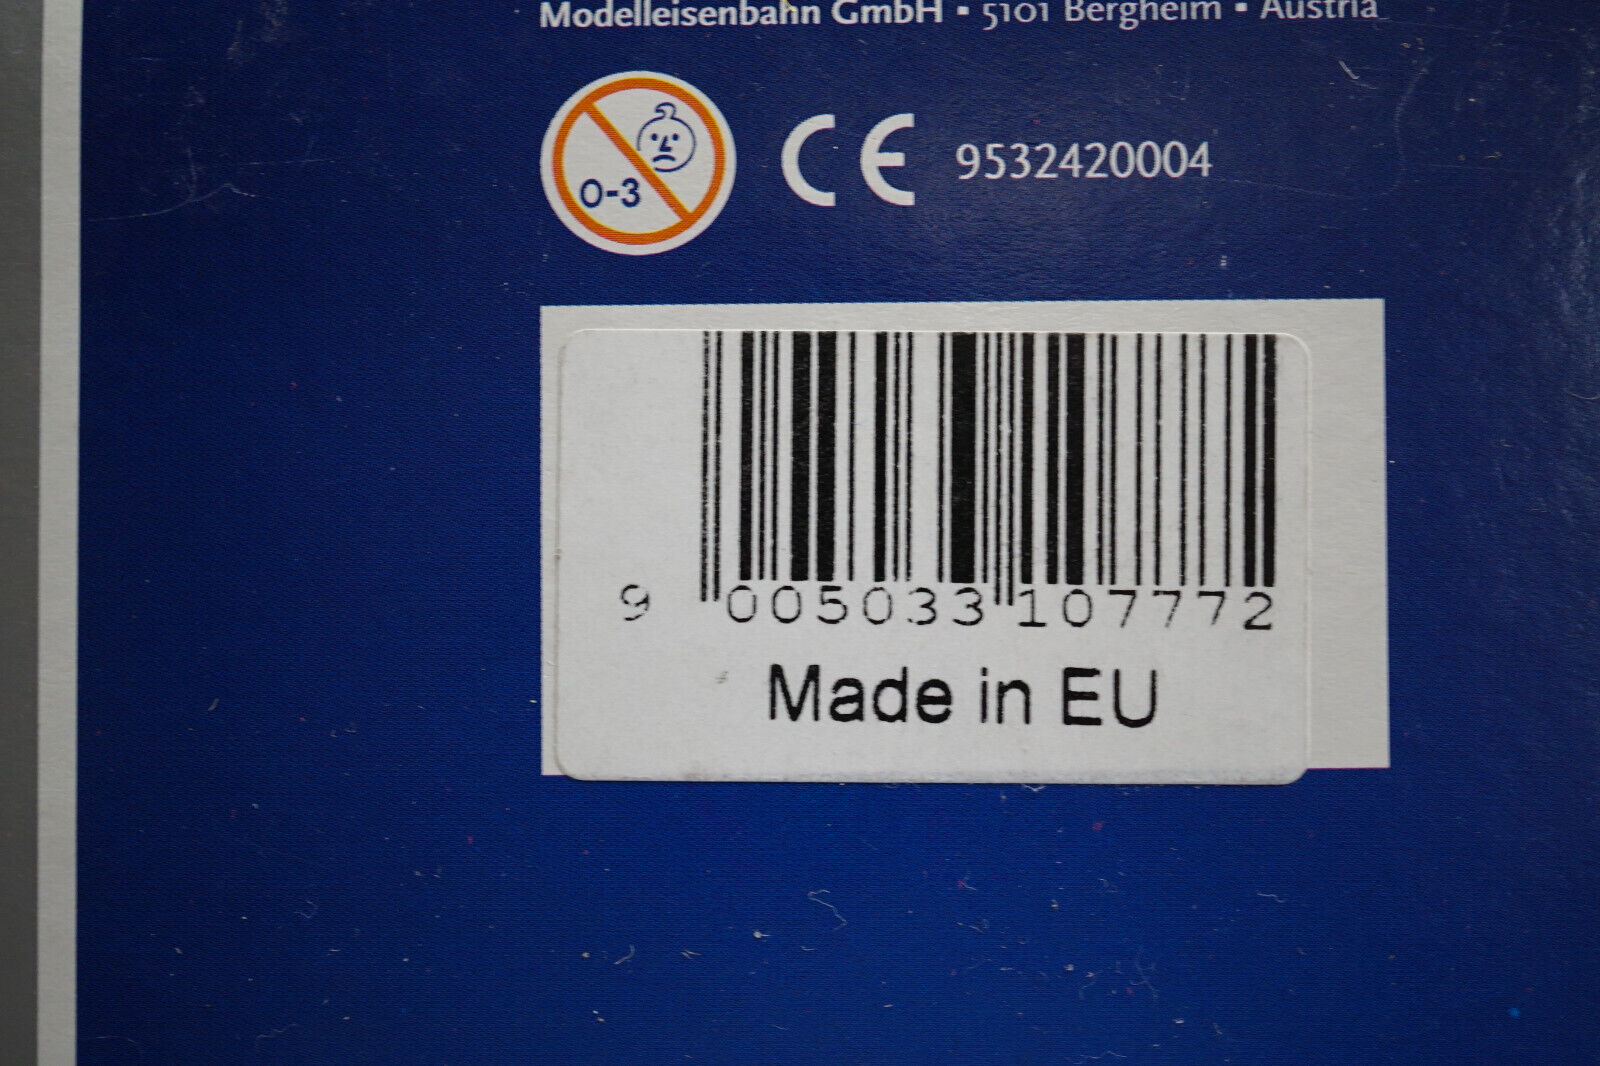 Modelleisenbahn GmbH ▪ 5101 Bergheim ▪ Austria
0-3
CE 9532420004
9 005033 107772
Made in EU